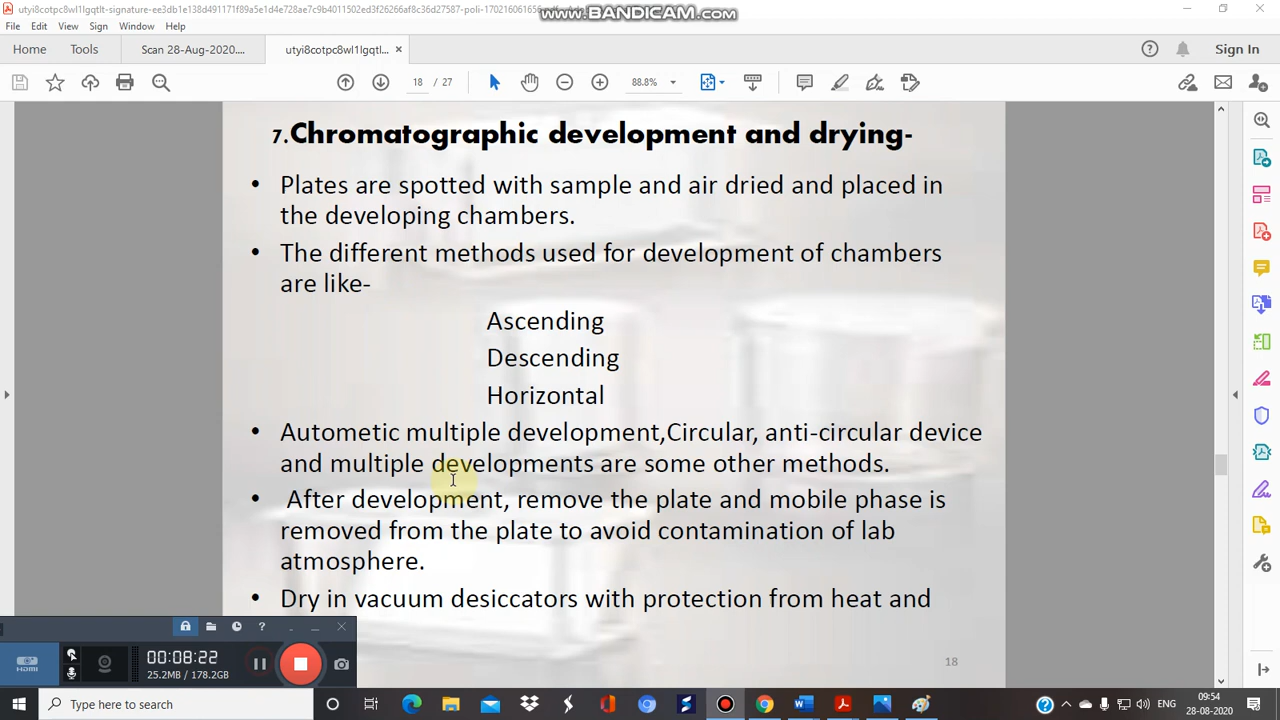 utyi8cotpc8wl1lgqtlt-signature-ee3db1e138d491171f89a5e1d4e728ae7c9b4011502ed3f26266af8c36d27587-poli-170216061656
www.BANDICAM.com
File Edit View Sign Window Help
Home Tools Scan 28-Aug-2020.... utyi8cotpc8wl1lgqtl... × Sign In
18 / 27 88.8%
7.Chromatographic development and drying-
• Plates are spotted with sample and air dried and placed in
the developing chambers.
• The different methods used for development of chambers
are like-
Ascending
Descending
Horizontal
• Autometic multiple development,Circular, anti-circular device
and multiple developments are some other methods.
• After development, remove the plate and mobile phase is
removed from the plate to avoid contamination of lab
atmosphere.
• Dry in vacuum desiccators with protection from heat and
18
HDMI
00:08:22
25.2MB / 178.2GB
Type here to search
ENG
09:54
28-08-2020